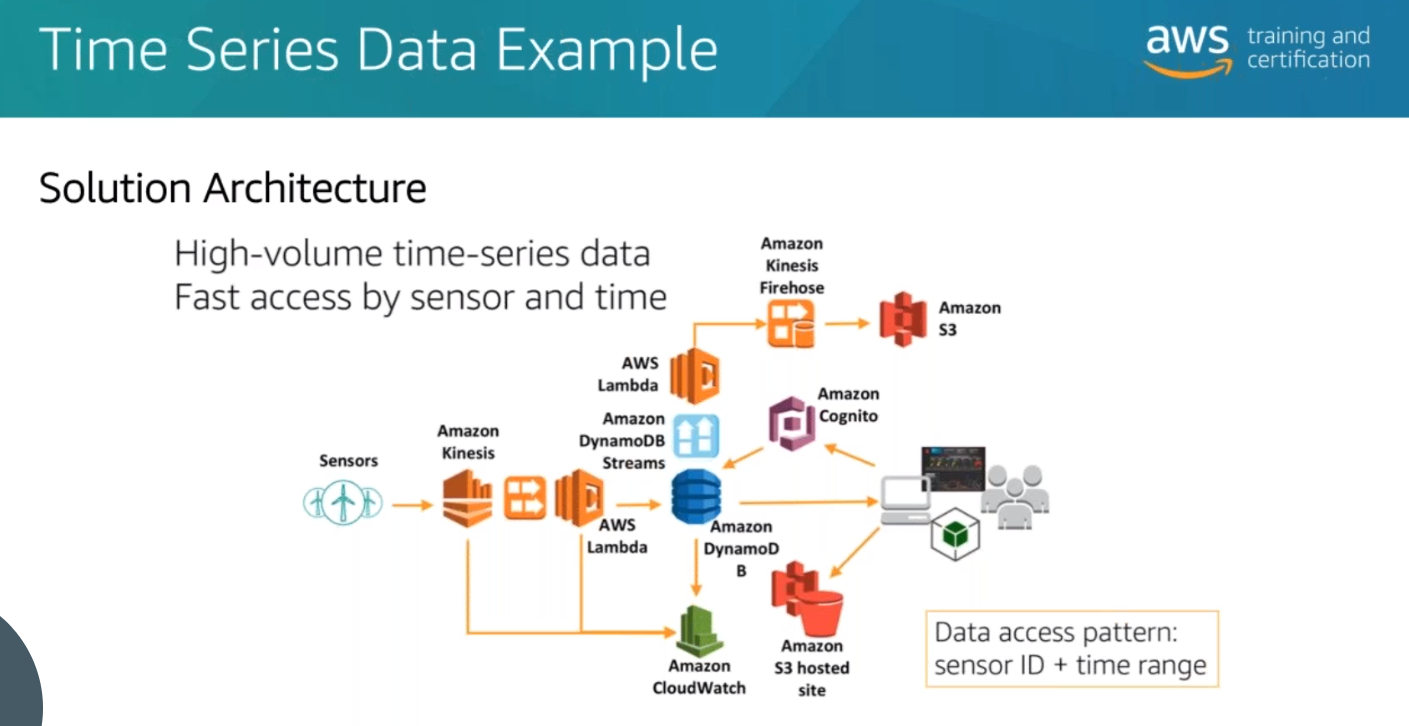 Time Series Data Example
aws
training and
certification
Solution Architecture
High-volume time-series data
Fast access by sensor and time
Amazon
Kinesis
Firehose
Amazon
S3
AWS
Lambda
Amazon
Cognito
Amazon
DynamoDB
Streams
Amazon
Kinesis
Sensors
AWS
Lambda
Amazon
DynamoD
B
Amazon
CloudWatch
Amazon
S3 hosted
site
Data access pattern:
sensor ID + time range